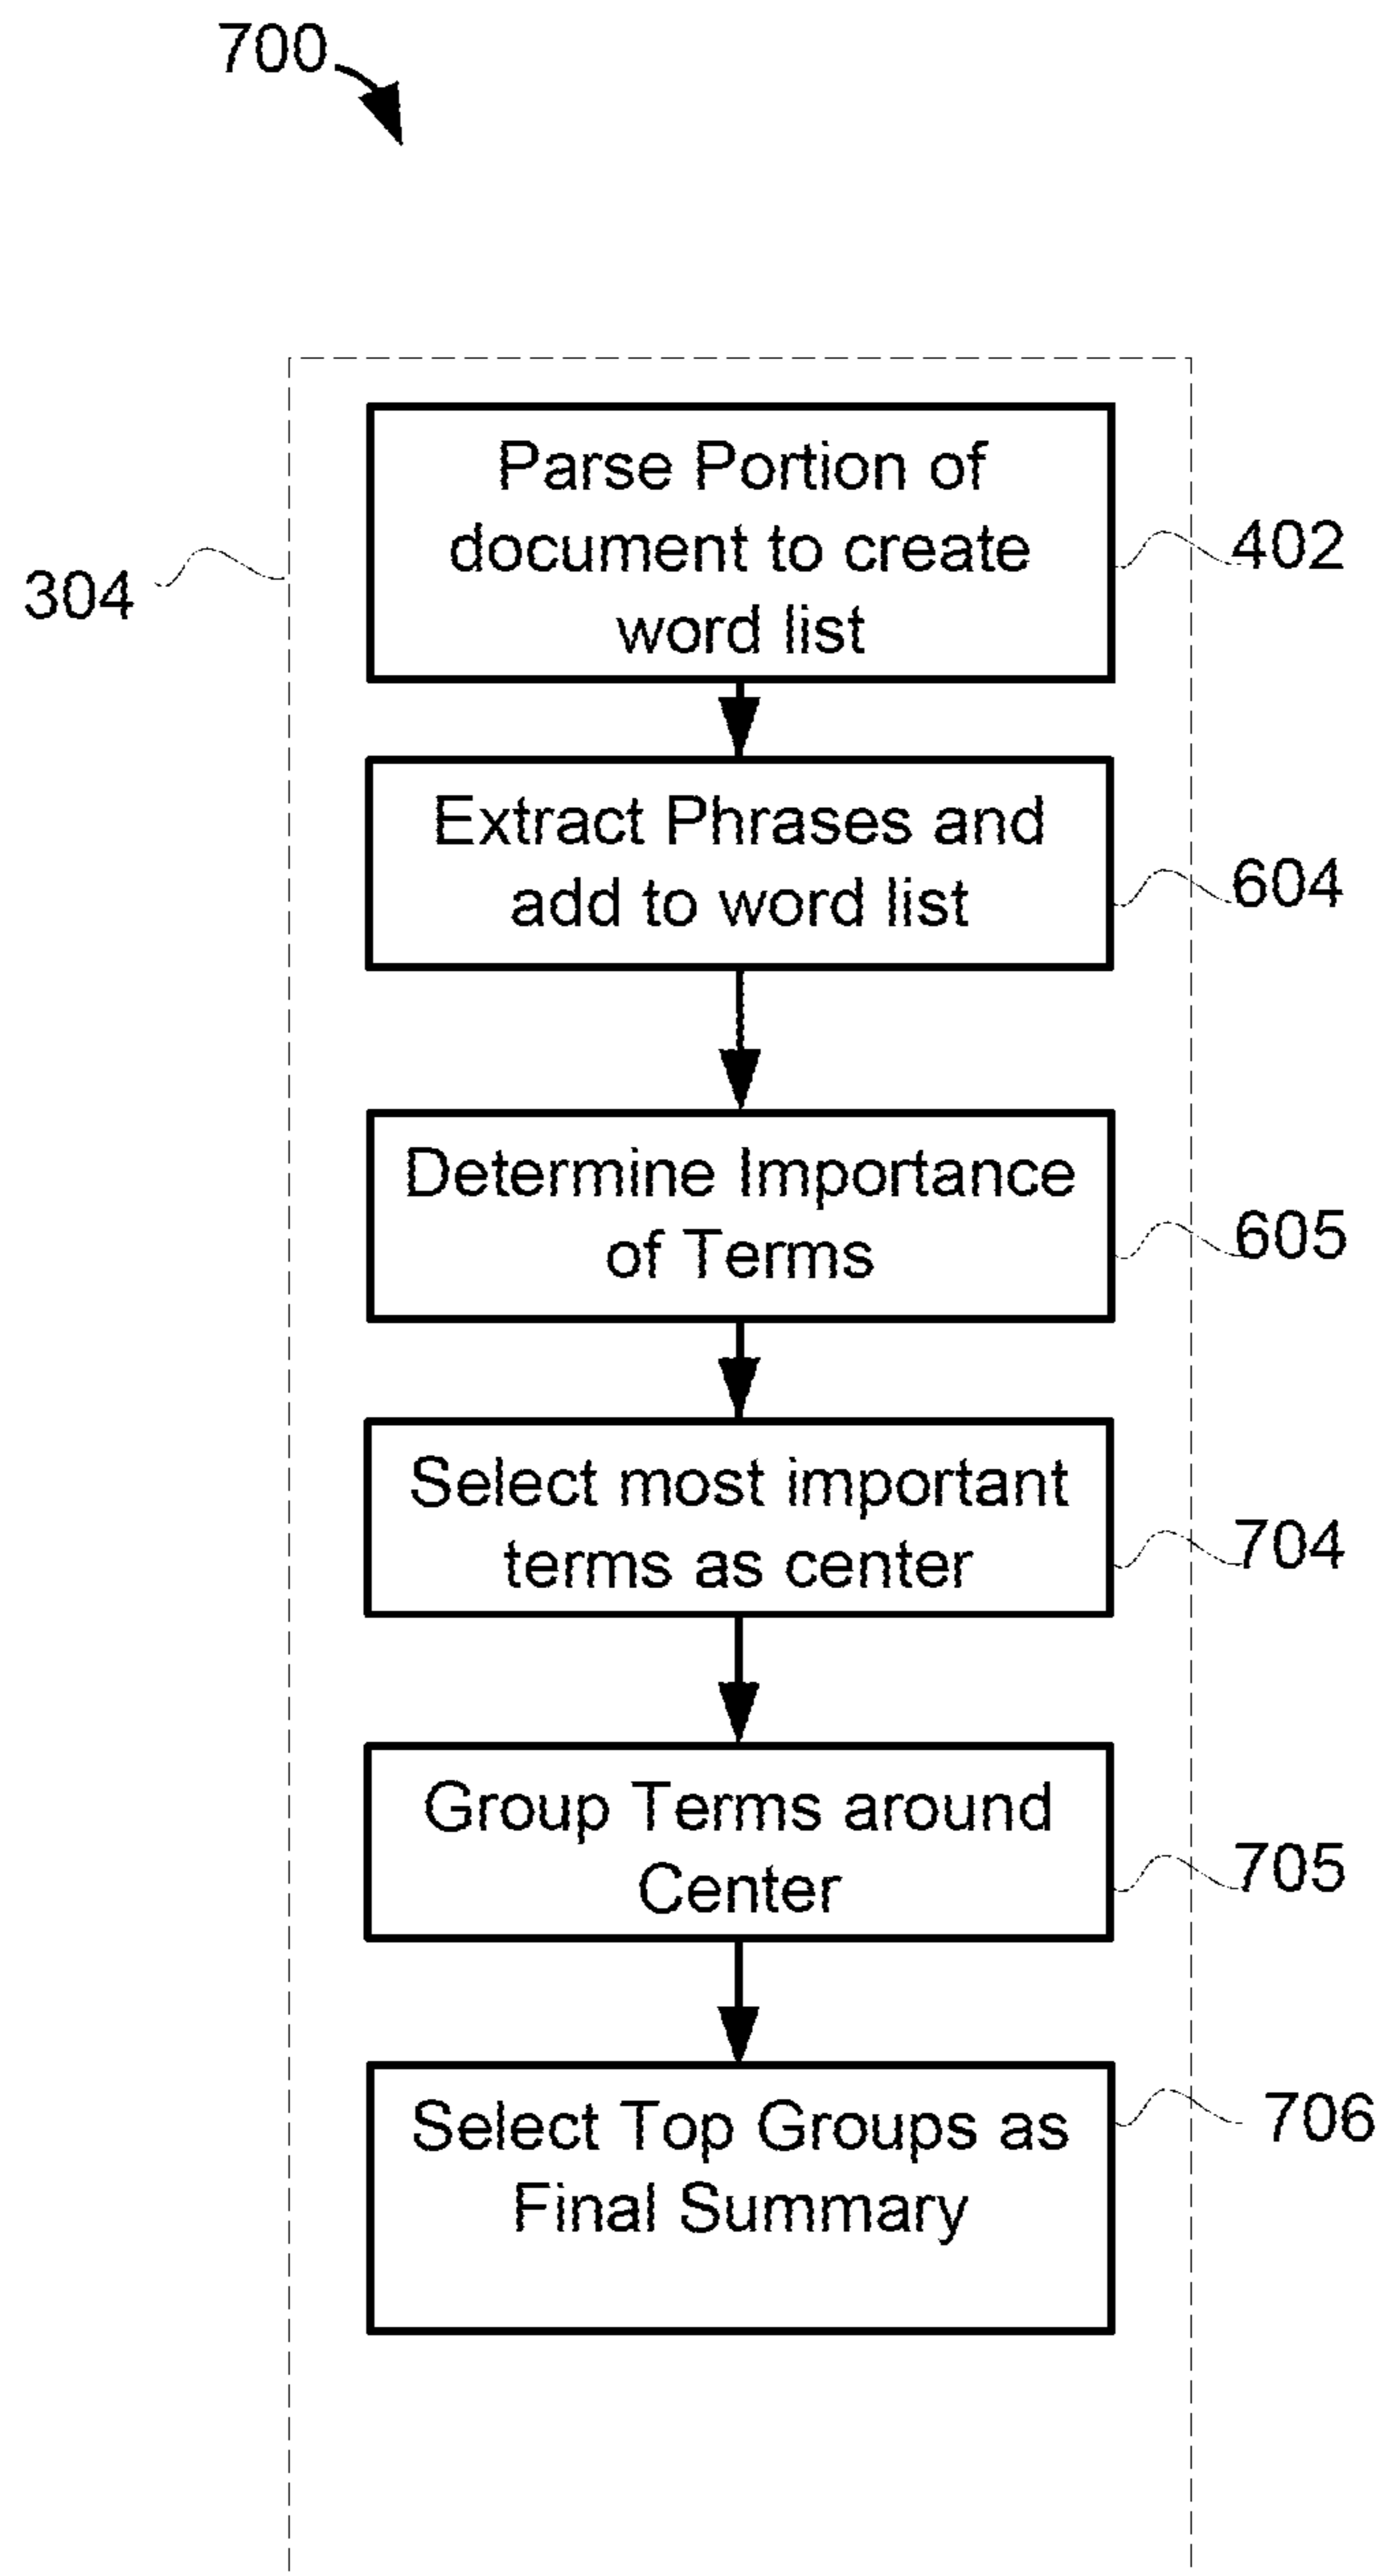 700
304
Parse Portion of
document to create
word list
402
Extract Phrases and
add to word list
604
Determine Importance
of Terms
605
Select most important
terms as center
704
Group Terms around
Center
705
Select Top Groups as
Final Summary
706